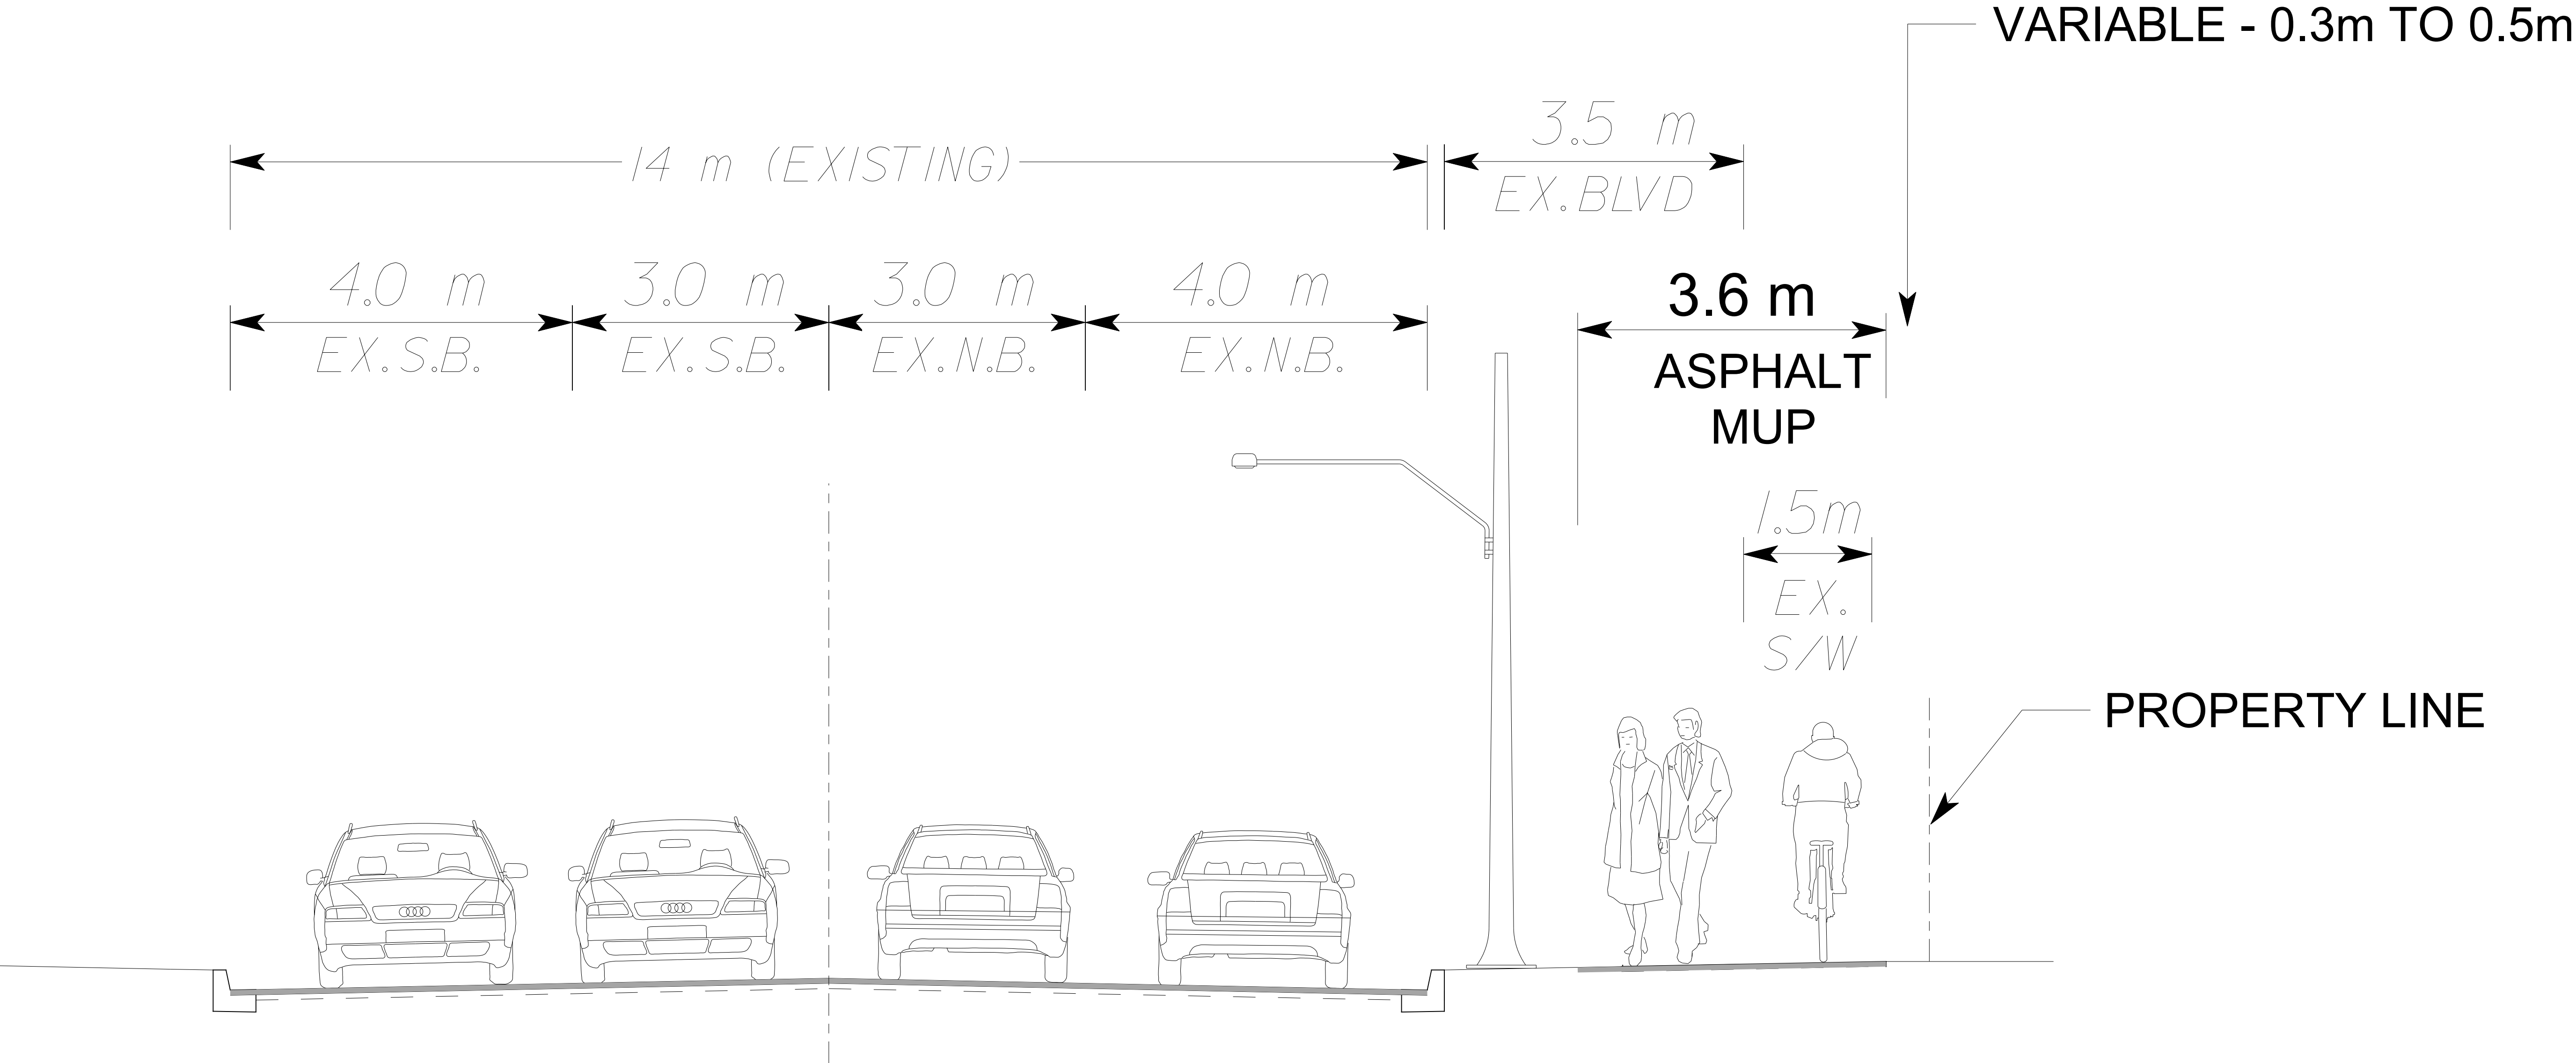 VARIABLE - 0.3m TO 0.5m
3.5 m
14 m (EXISTING)
EX.BLVD
4.0 m
3.0 m
3.0 m
4.0 m
3.6 m
EX.S.B.
EX.S.B.
EX.N.B.
EX.N.B.
ASPHALT
MUP
1.5m
EX.
S/W
PROPERTY LINE